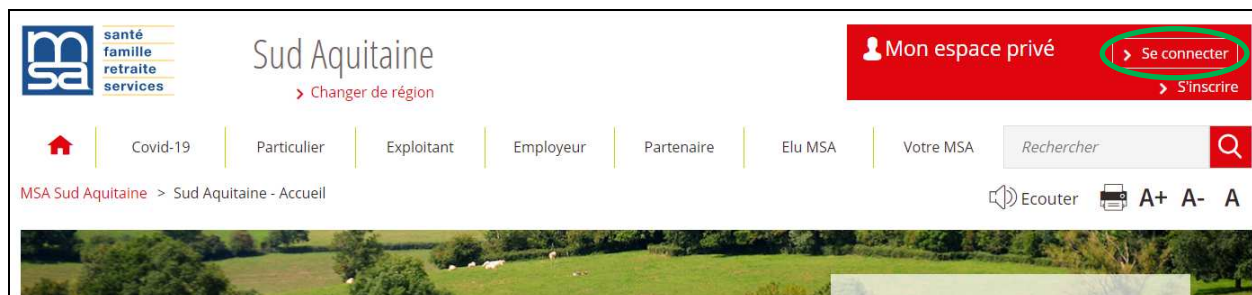 msa
santé
famille
retraite
services
Sud Aquitaine
> Changer de région
Mon espace privé
> Se connecter
> S'inscrire
Covid-19 Particulier Exploitant Employeur Partenaire Elu MSA Votre MSA Rechercher
MSA Sud Aquitaine > Sud Aquitaine - Accueil
Ecouter A+ A- A